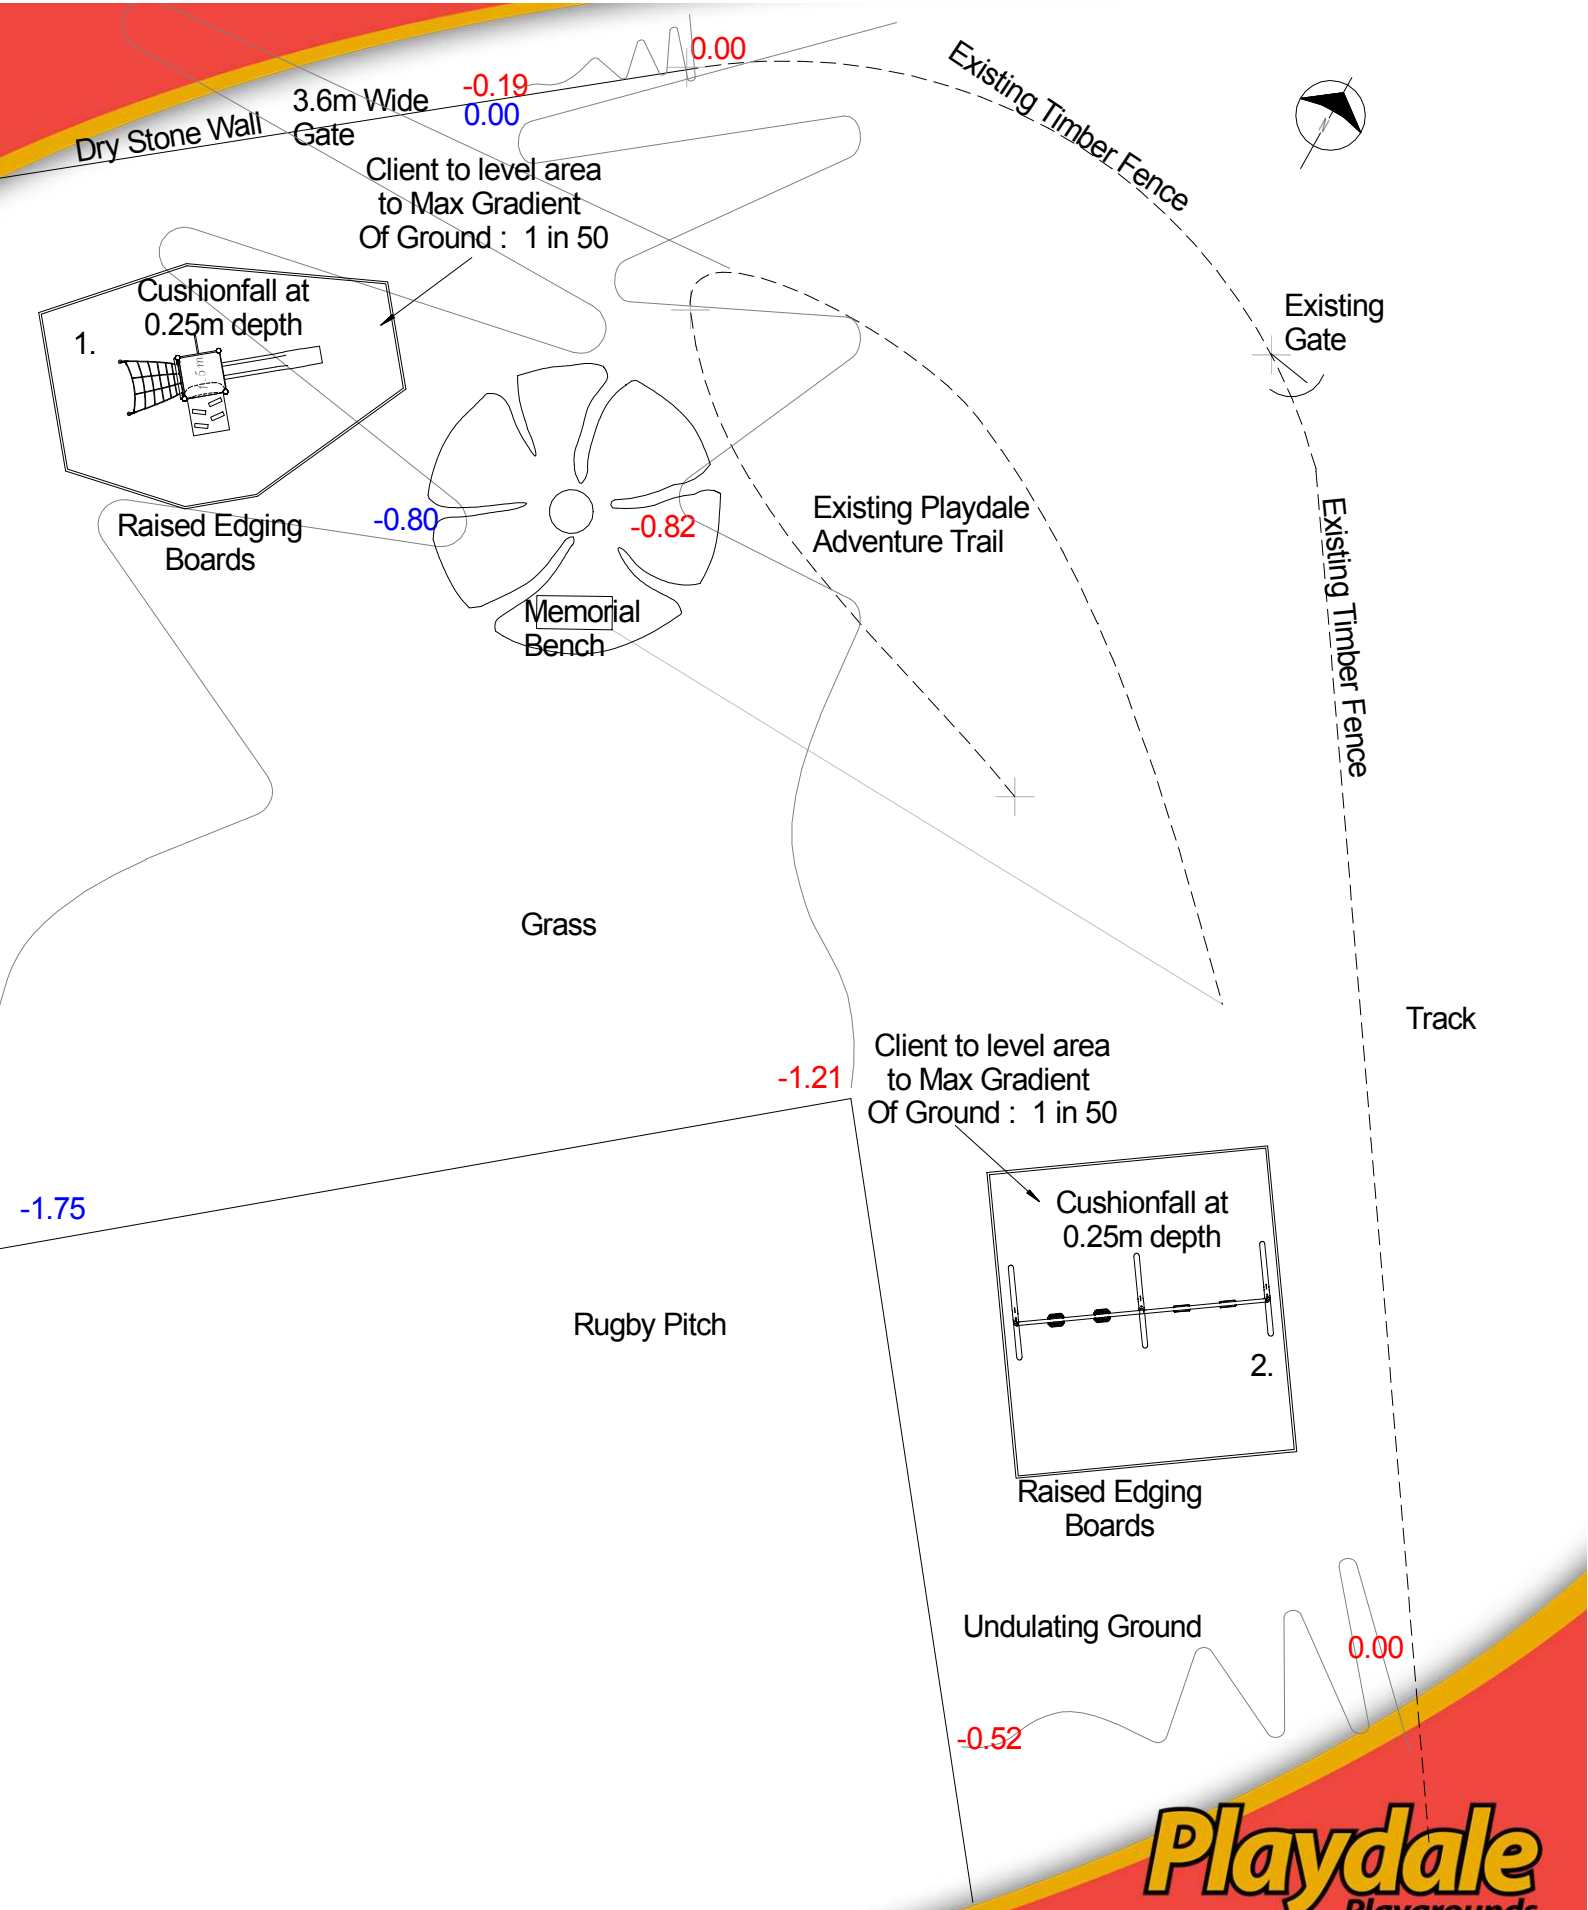 0.00
Existing Timber Fence
-0.19
3.6m Wide
Gate
0.00
Dry Stone Wall
N
Client to level area
to Max Gradient
Of Ground : 1 in 50
Cushionfall at
0.25m depth
1.
Existing
Gate
-0.80
-0.82
Existing Playdale
Adventure Trail
Raised Edging
Boards
Existing Timber Fence
Memorial
Bench
Grass
Track
Client to level area
to Max Gradient
Of Ground : 1 in 50
-1.21
-1.75
Cushionfall at
0.25m depth
Rugby Pitch
2.
Raised Edging
Boards
Undulating Ground
0.00
-0.52
Playdale
Playgrounds